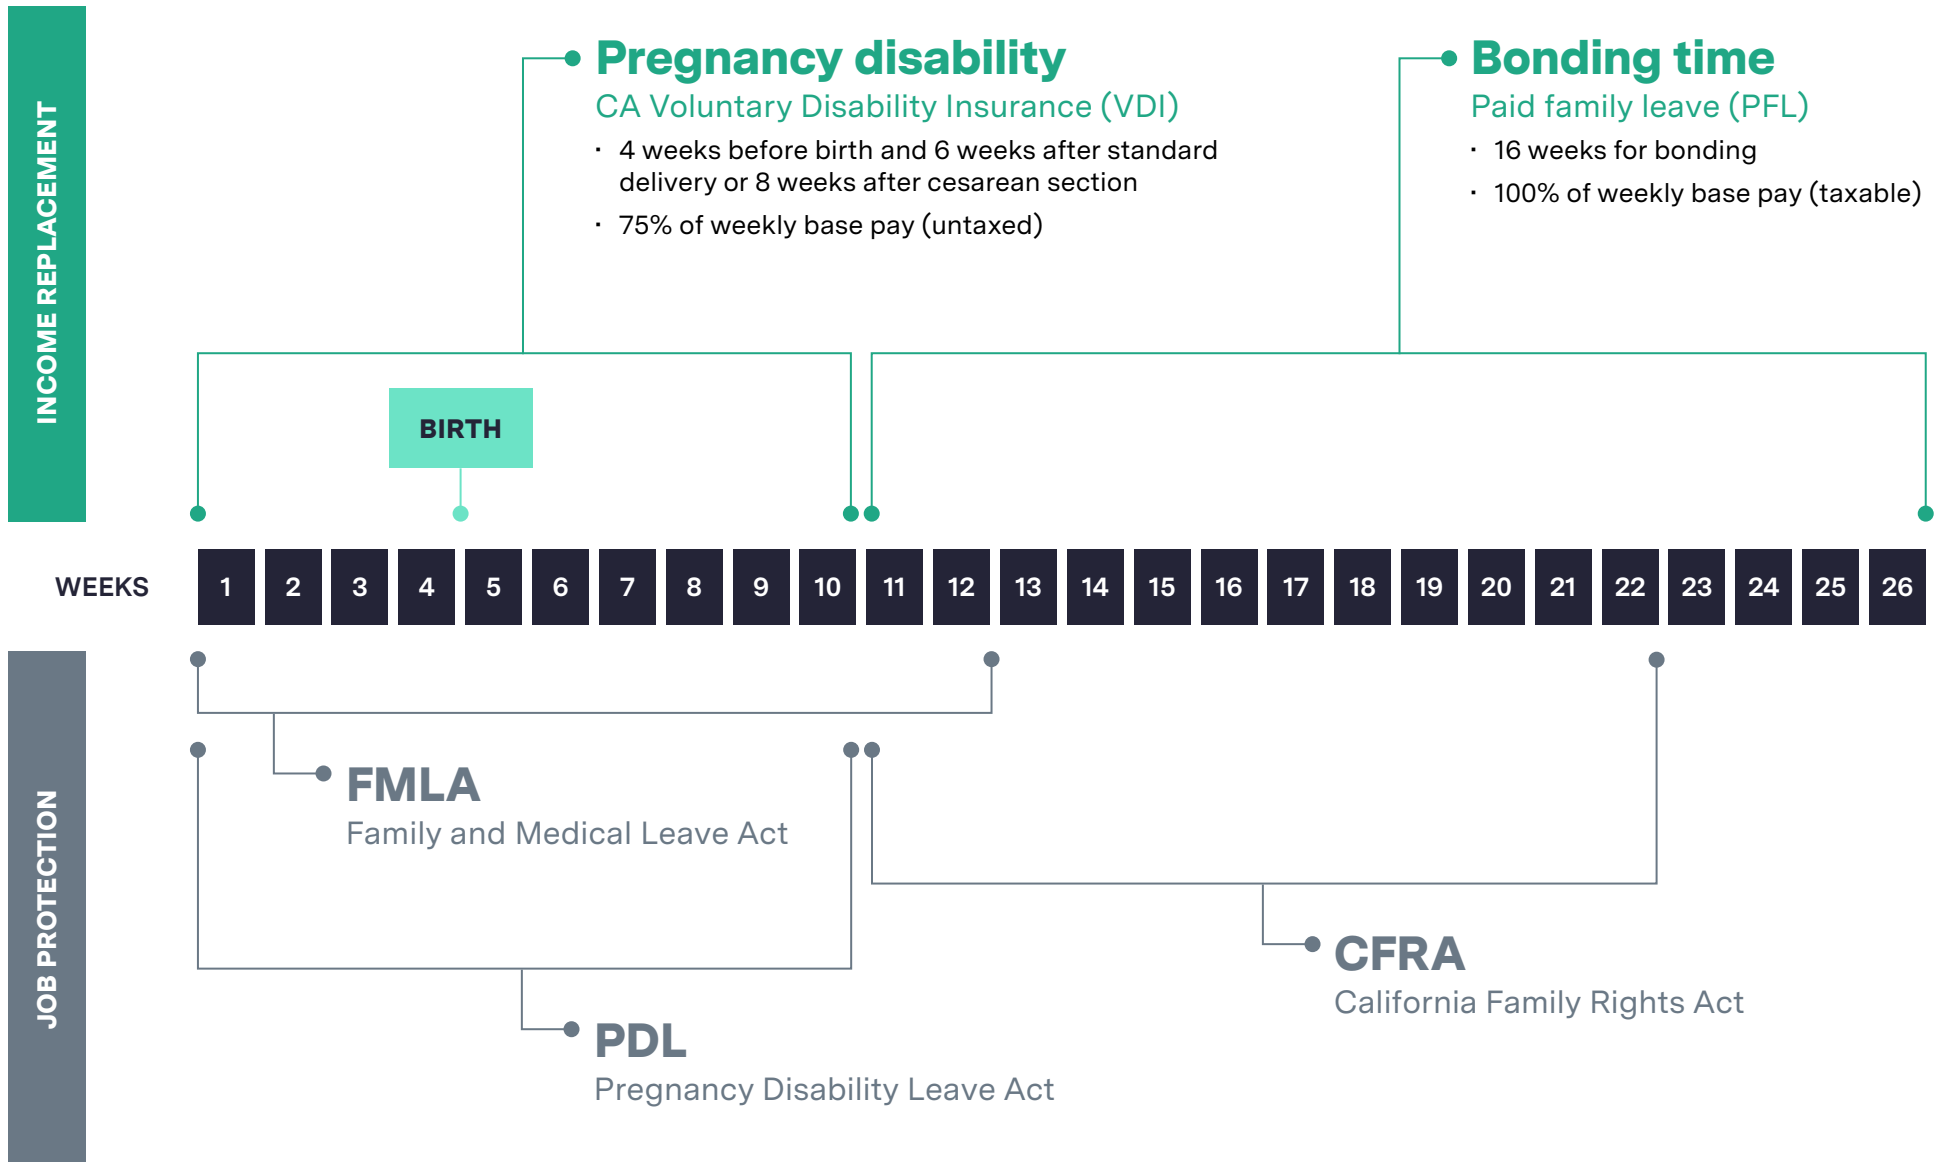 INCOME REPLACEMENT
Pregnancy disability
CA Voluntary Disability Insurance (VDI)
· 4 weeks before birth and 6 weeks after standard
delivery or 8 weeks after cesarean section
· 75% of weekly base pay (untaxed)
Bonding time
Paid family leave (PFL)
· 16 weeks for bonding
· 100% of weekly base pay (taxable)
BIRTH
WEEKS 1 2 3 4 5 6 7 8 9 10 11 12 13 14 15 16 17 18 19 20 21 22 23 24 25 26
JOB PROTECTION
FMLA
Family and Medical Leave Act
CFRA
California Family Rights Act
PDL
Pregnancy Disability Leave Act